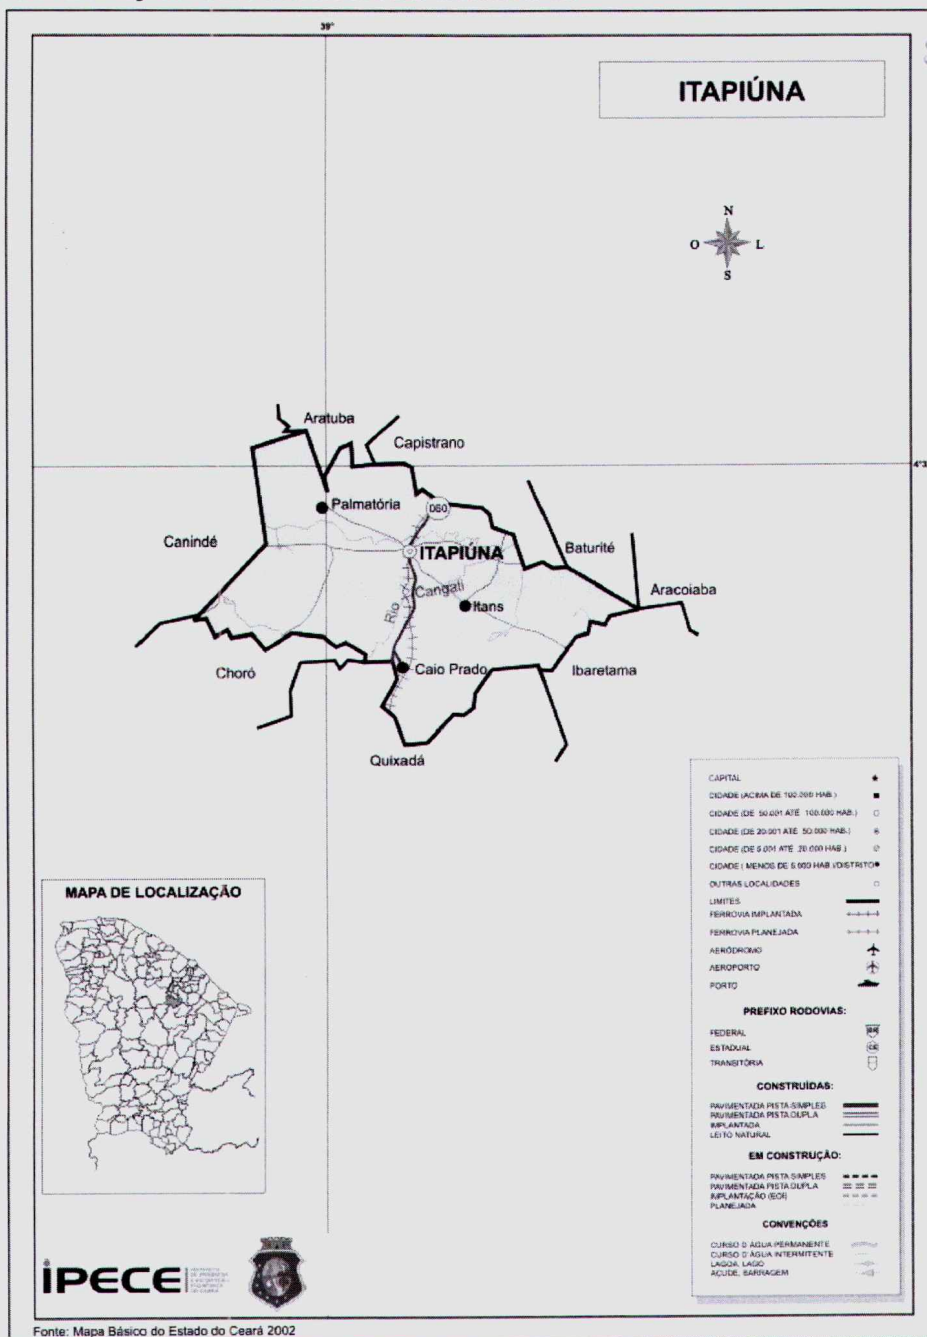 39°
ITAPIÚNA
N
O L
S
Aratuba
Capistrano
4°3
Palmatória
060
Canindé
ITAPIÚNA
Baturité
Cangati
Rio
Itans
Aracoiaba
Choró
Caio Prado
Ibaretama
Quixadá
CAPITAL
CIDADE (ACIMA DE 100.000 HAB.)
CIDADE (DE 50.001 ATÉ 100.000 HAB.)
CIDADE (DE 20.001 ATÉ 50.000 HAB.)
CIDADE (DE 5.001 ATÉ 20.000 HAB.)
CIDADE ( MENOS DE 5.000 HAB.)/DISTRITO
OUTRAS LOCALIDADES
LIMITES
FERROVIA IMPLANTADA
FERROVIA PLANEJADA
AERÓDROMO
AEROPORTO
PORTO
PREFIXO RODOVIAS:
FEDERAL BR
ESTADUAL CE
TRANSITÓRIA
CONSTRUÍDAS:
PAVIMENTADA PISTA SIMPLES
PAVIMENTADA PISTA DUPLA
IMPLANTADA
LEITO NATURAL
EM CONSTRUÇÃO:
PAVIMENTADA PISTA SIMPLES
PAVIMENTADA PISTA DUPLA
IMPLANTAÇÃO (EOI)
PLANEJADA
CONVENÇÕES
CURSO D´ÁGUA PERMANENTE
CURSO D´ÁGUA INTERMITENTE
LAGOA, LAGO
AÇUDE, BARRAGEM
MAPA DE LOCALIZAÇÃO
IPECE
Fonte: Mapa Básico do Estado do Ceará 2002